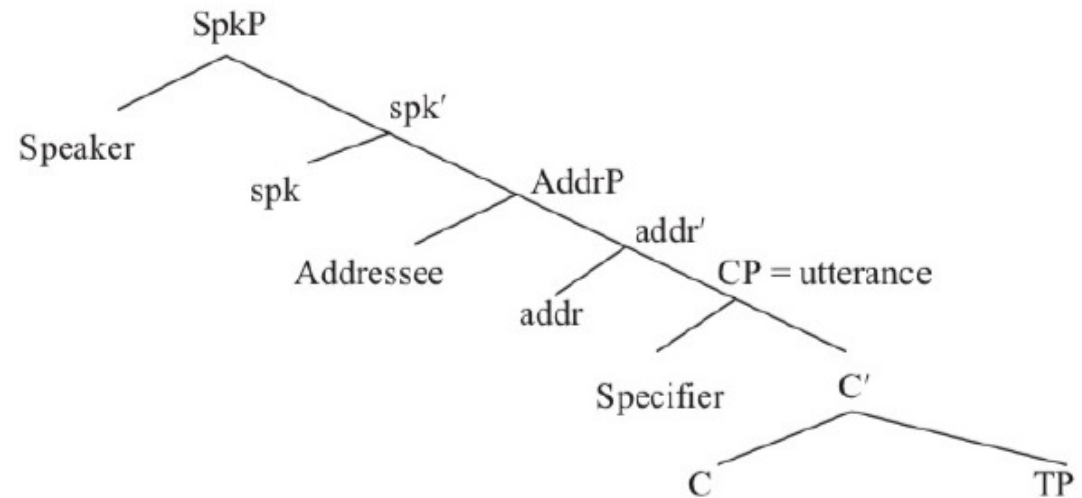 SpkP
spk′
Speaker
spk
AddrP
addr′
Addressee
CP = utterance
addr
Specifier
C′
C
TP